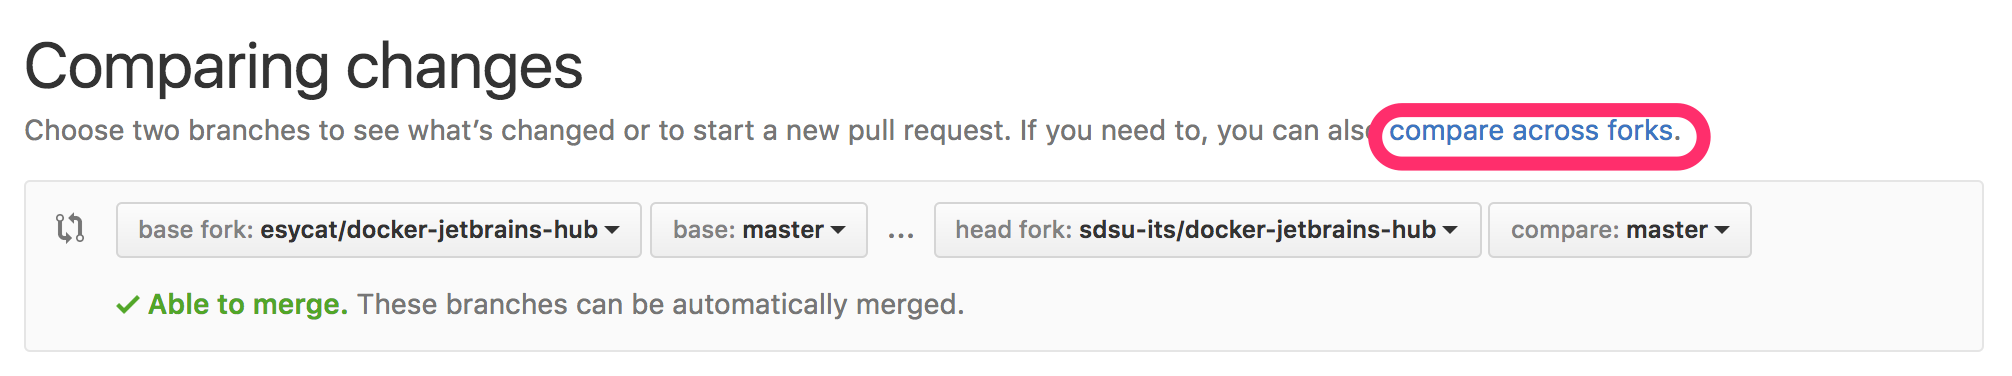 Comparing changes
Choose two branches to see what’s changed or to start a new pull request. If you need to, you can also compare across forks.
base fork: esycat/docker-jetbrains-hub base: master ... head fork: sdsu-its/docker-jetbrains-hub compare: master
Able to merge. These branches can be automatically merged.